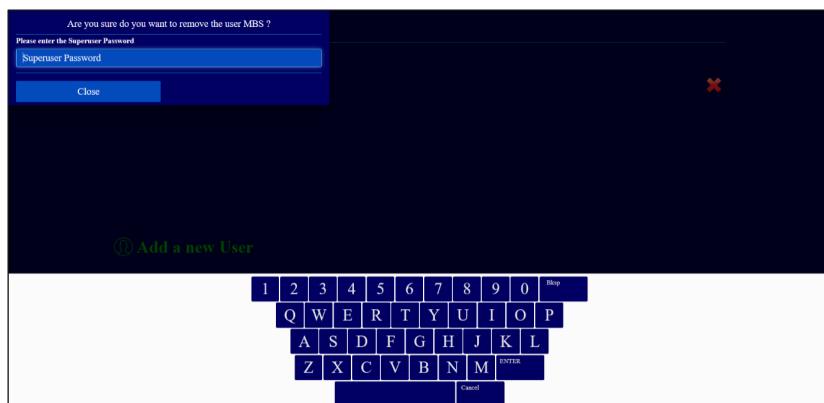 Are you sure do you want to remove the user MBS ?
Please enter the Superuser Password
Superuser Password
Close
Add a new User
1 2 3 4 5 6 7 8 9 0 Bksp
Q W E R T Y U I O P
A S D F G H J K L
Z X C V B N M ENTER
Cancel